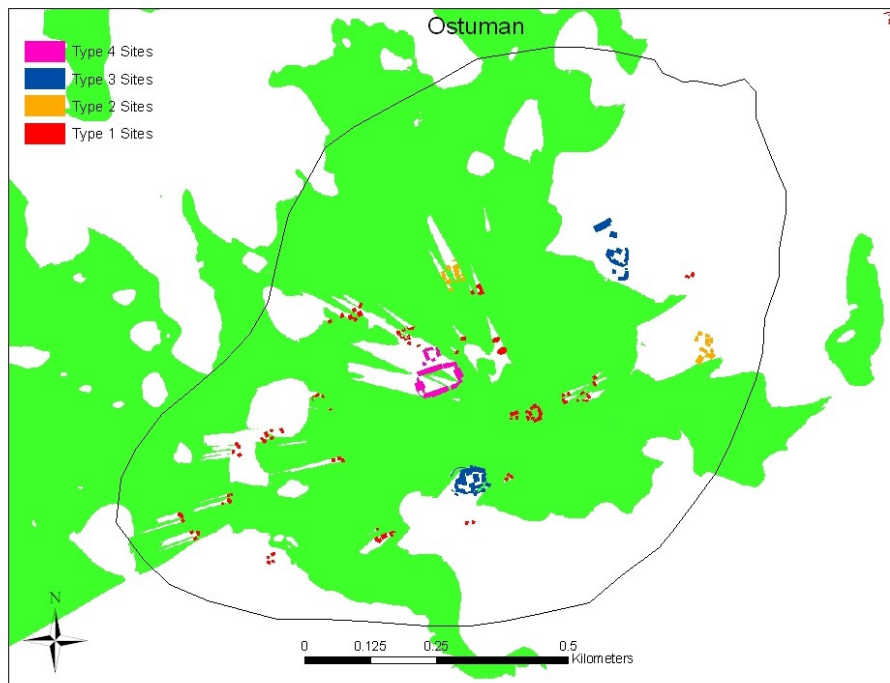 Ostuman
Type 4 Sites
Type 3 Sites
Type 2 Sites
Type 1 Sites
N
0 0.125 0.25 0.5
Kilometers